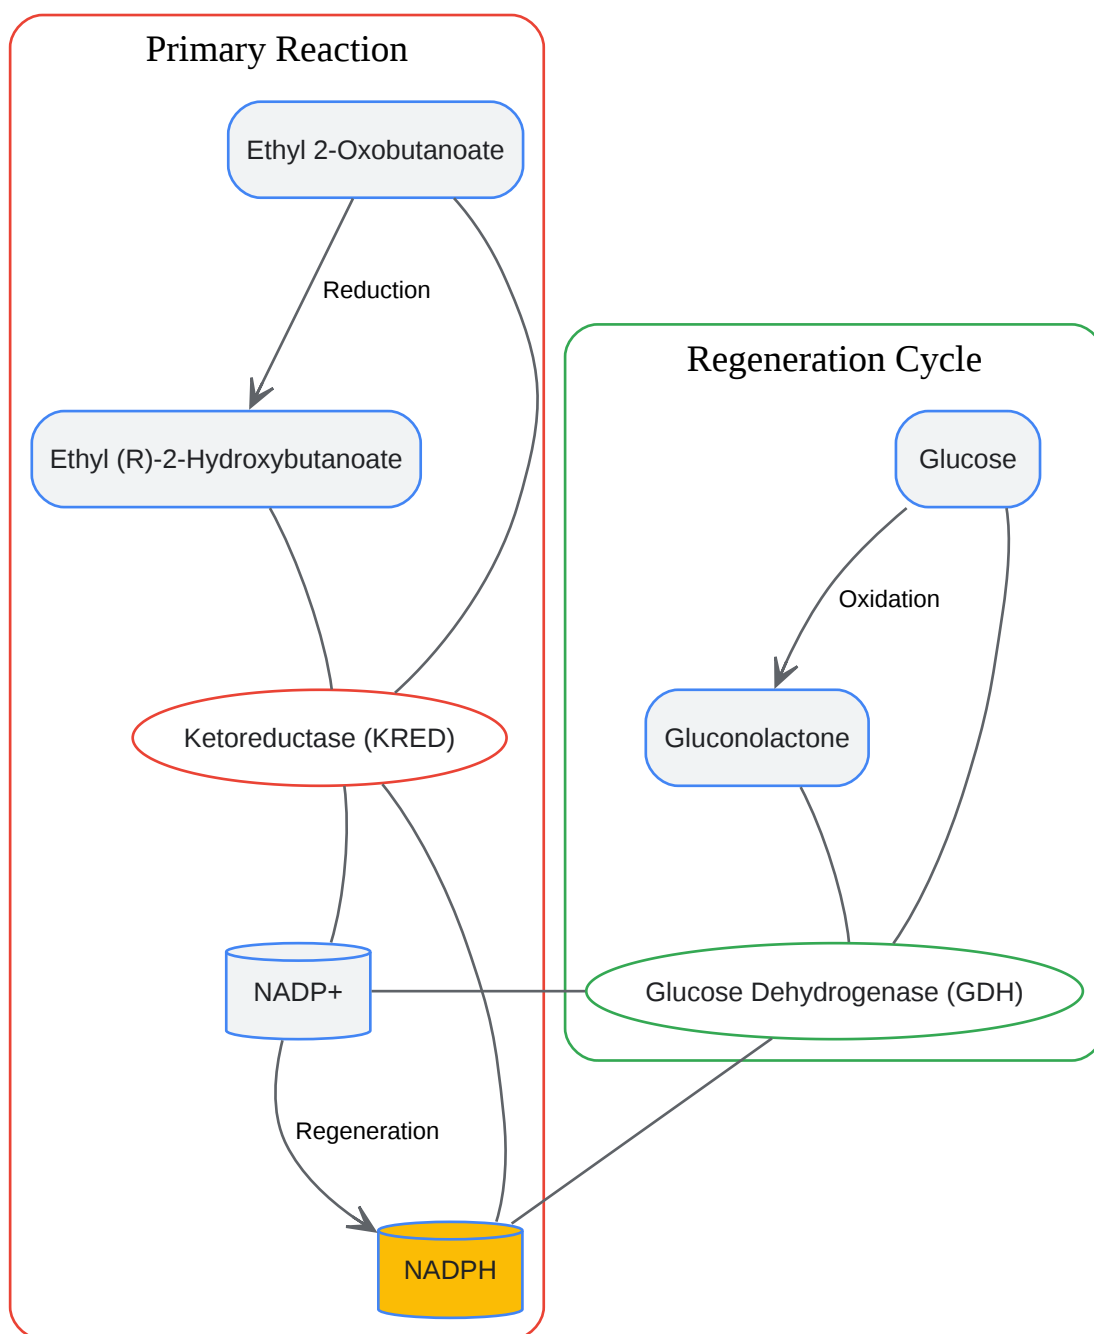 Primary Reaction
Ethyl 2-Oxobutanoate
Reduction
Regeneration Cycle
Ethyl (R)-2-Hydroxybutanoate
Glucose
Oxidation
Ketoreductase (KRED)
Gluconolactone
NADP+
Glucose Dehydrogenase (GDH)
Regeneration
NADPH